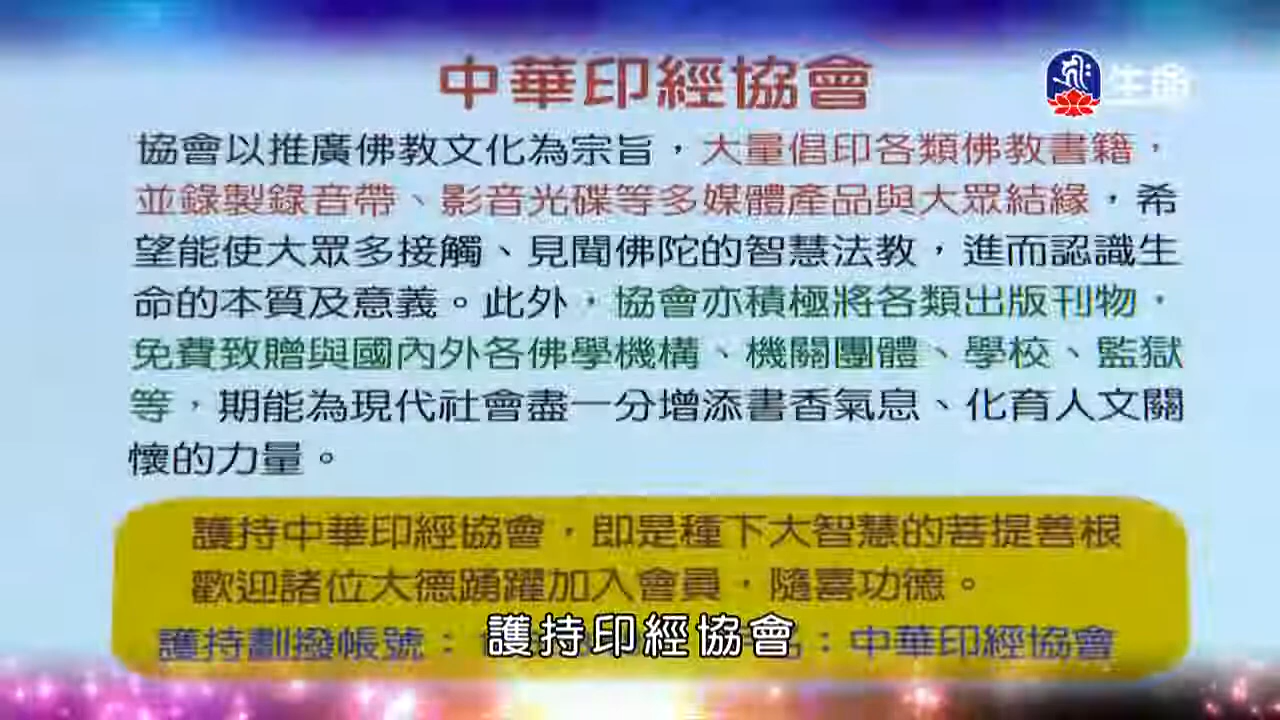 中華印經協會
生命
協會以推廣佛教文化為宗旨，大量倡印各類佛教書籍，
並錄製錄音帶、影音光碟等多媒體產品與大眾結緣，希
望能使大眾多接觸、見聞佛陀的智慧法教，進而認識生
命的本質及意義。此外，協會亦積極將各類出版刊物，
免費致贈與國內外各佛學機構、機關團體、學校、監獄
等，期能為現代社會盡一分增添書香氣息、化育人文關
懷的力量。
護持中華印經協會，即是種下大智慧的菩提善根
歡迎諸位大德踴躍加入會員，隨喜功德。
護持劃撥帳號：
：中華印經協會
護持印經協會